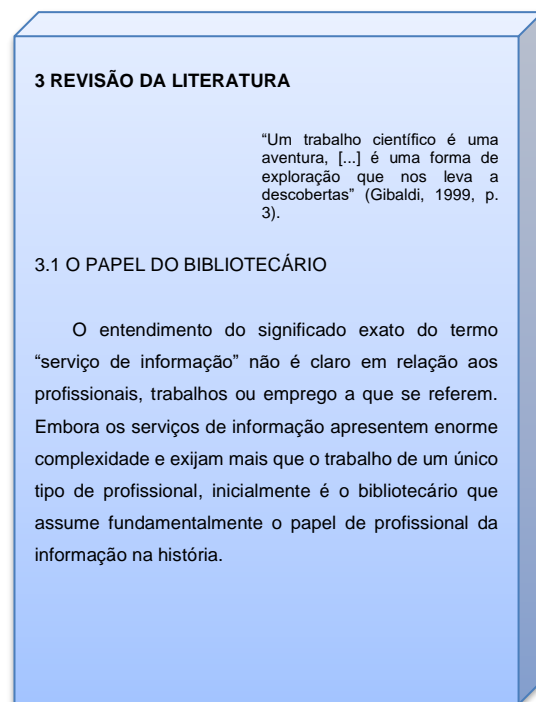 3 REVISÃO DA LITERATURA
“Um trabalho científico é uma
aventura, [...] é uma forma de
exploração que nos leva a
descobertas” (Gibaldi, 1999, p.
3).
3.1 O PAPEL DO BIBLIOTECÁRIO
O entendimento do significado exato do termo
“serviço de informação” não é claro em relação aos
profissionais, trabalhos ou emprego a que se referem.
Embora os serviços de informação apresentem enorme
complexidade e exijam mais que o trabalho de um único
tipo de profissional, inicialmente é o bibliotecário que
assume fundamentalmente o papel de profissional da
informação na história.